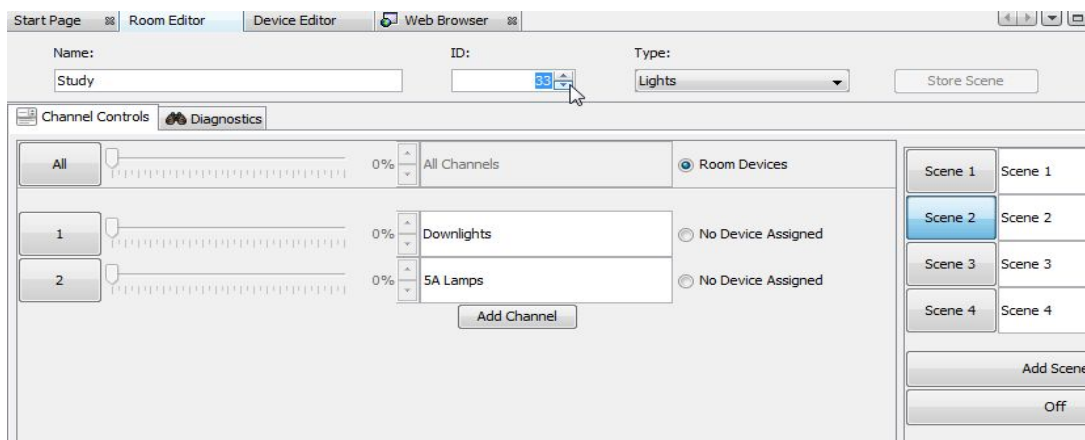 Start Page Room Editor Device Editor Web Browser
Name: ID: Type:
Study 33 Lights Store Scene
Channel Controls Diagnostics
All 0% All Channels Room Devices
Scene 1 Scene 1
1 0% Downlights No Device Assigned
Scene 2 Scene 2
2 0% 5A Lamps No Device Assigned
Scene 3 Scene 3
Add Channel
Scene 4 Scene 4
Add Scene
Off